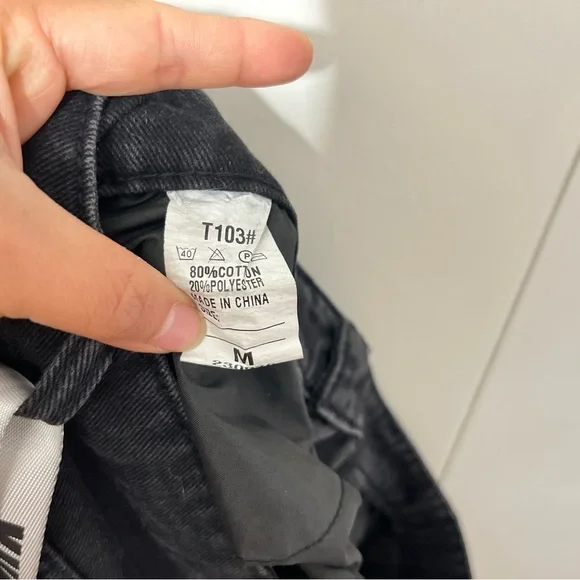 T103#
40 P
80%COTTON
20%POLYESTER
MADE IN CHINA
M